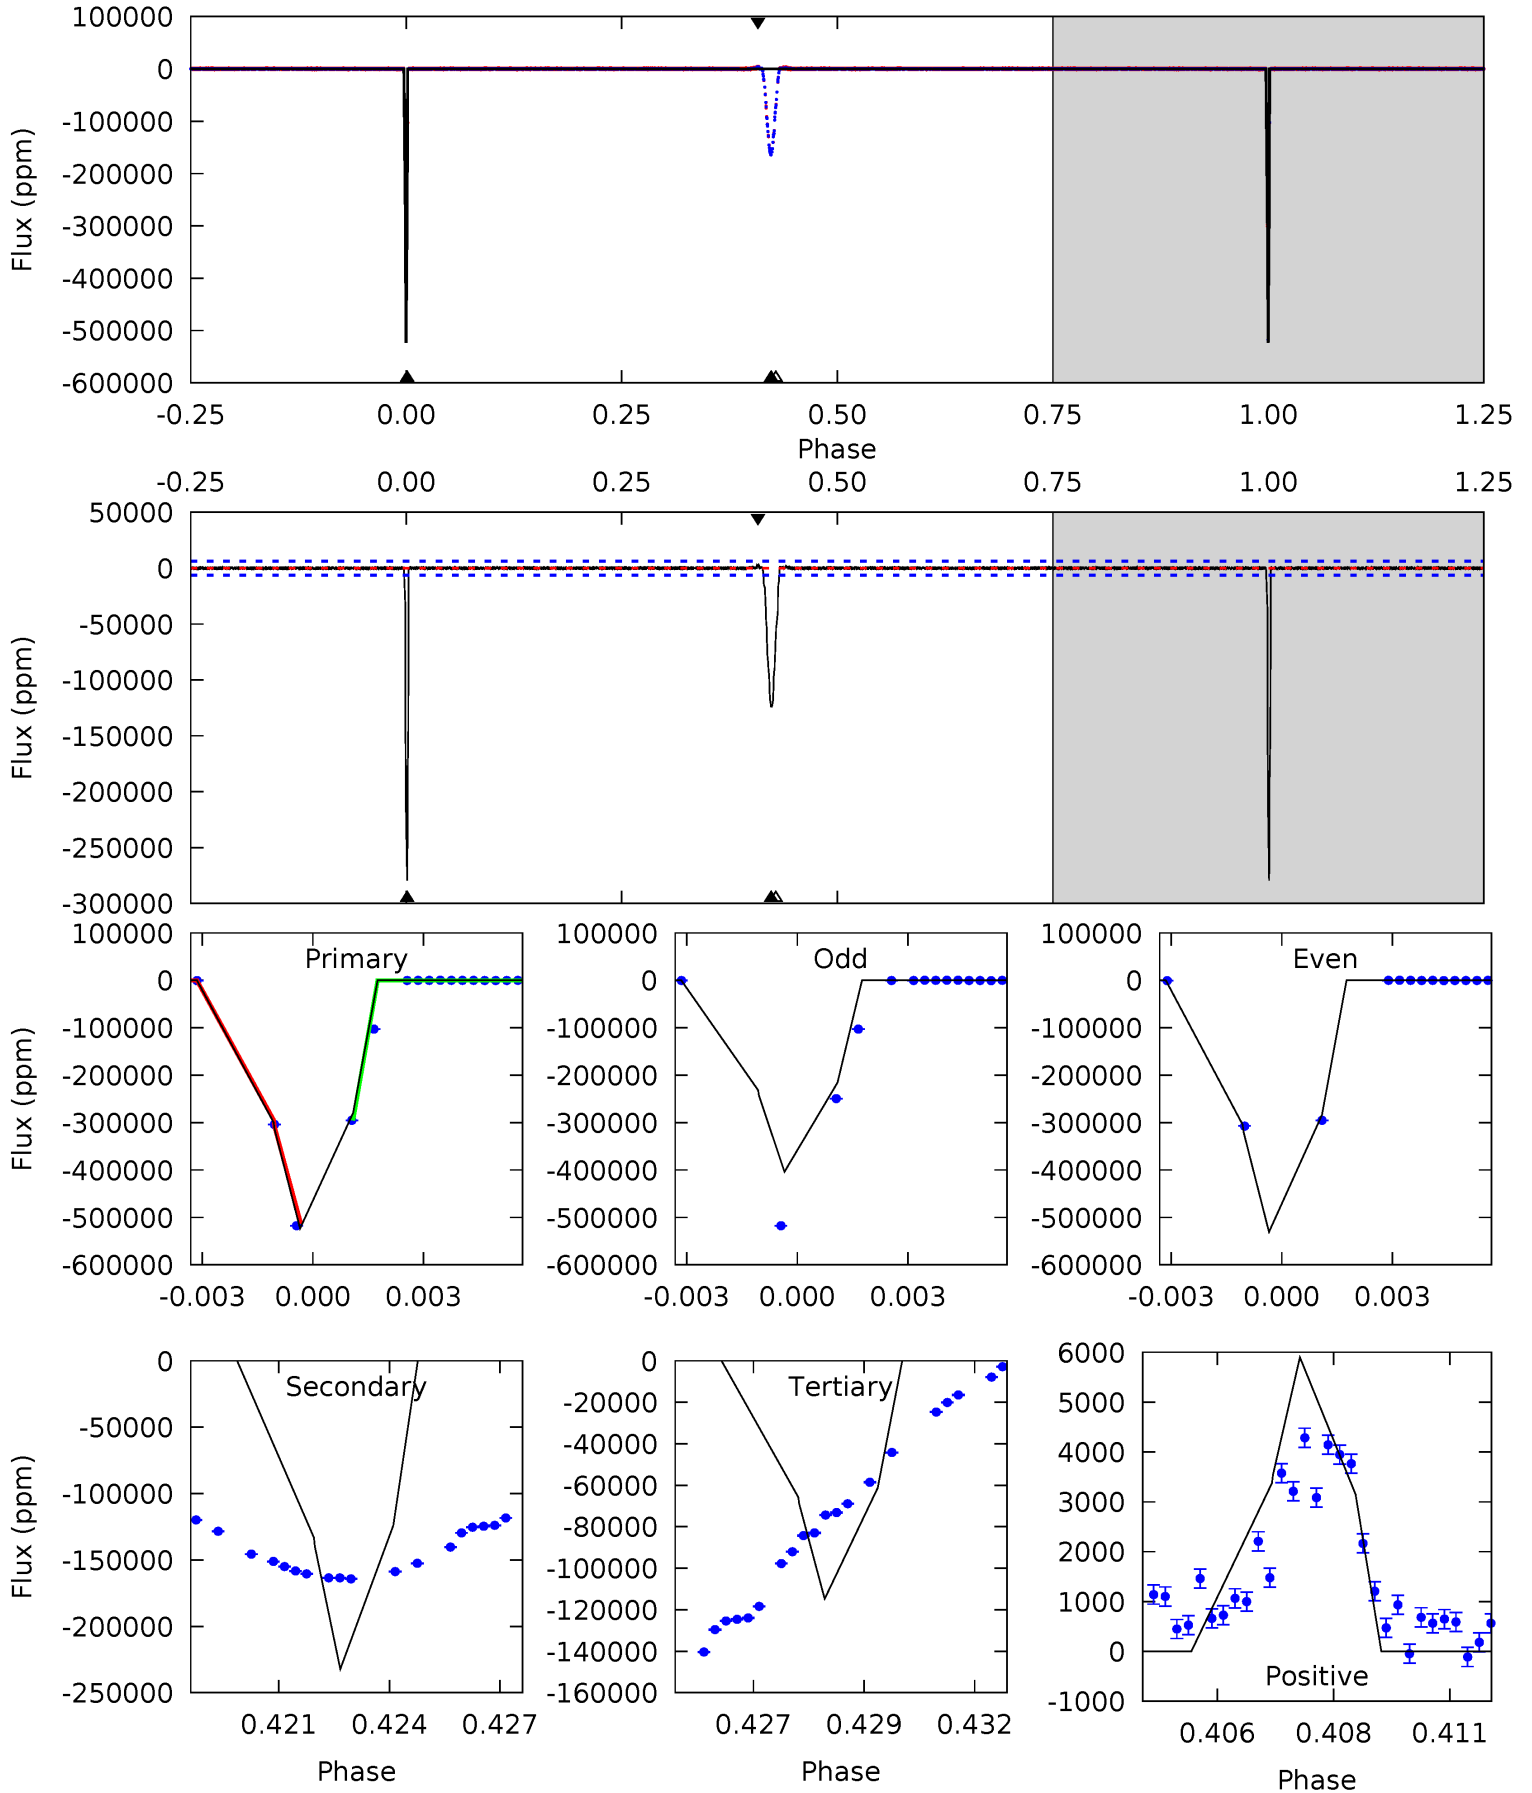 100000
0
-100000
-200000
-300000
-400000
-500000
-600000
Flux (ppm)
-0.25 0.00 0.25 0.50 0.75 1.00 1.25
Phase
-0.25 0.00 0.25 0.50 0.75 1.00 1.25
50000
0
-50000
-100000
-150000
-200000
-250000
-300000
Flux (ppm)
Primary
100000
0
-100000
-200000
-300000
-400000
-500000
-600000
Flux (ppm)
-0.003 0.000 0.003
Odd
100000
0
-100000
-200000
-300000
-400000
-500000
-600000
-0.003 0.000 0.003
Even
100000
0
-100000
-200000
-300000
-400000
-500000
-600000
-0.003 0.000 0.003
Secondary
0
-50000
-100000
-150000
-200000
-250000
Flux (ppm)
0.421 0.424 0.427
Phase
Tertiary
0
-20000
-40000
-60000
-80000
-100000
-120000
-140000
-160000
0.427 0.429 0.432
Phase
6000
5000
4000
3000
2000
1000
0
-1000
Positive
0.406 0.408 0.411
Phase